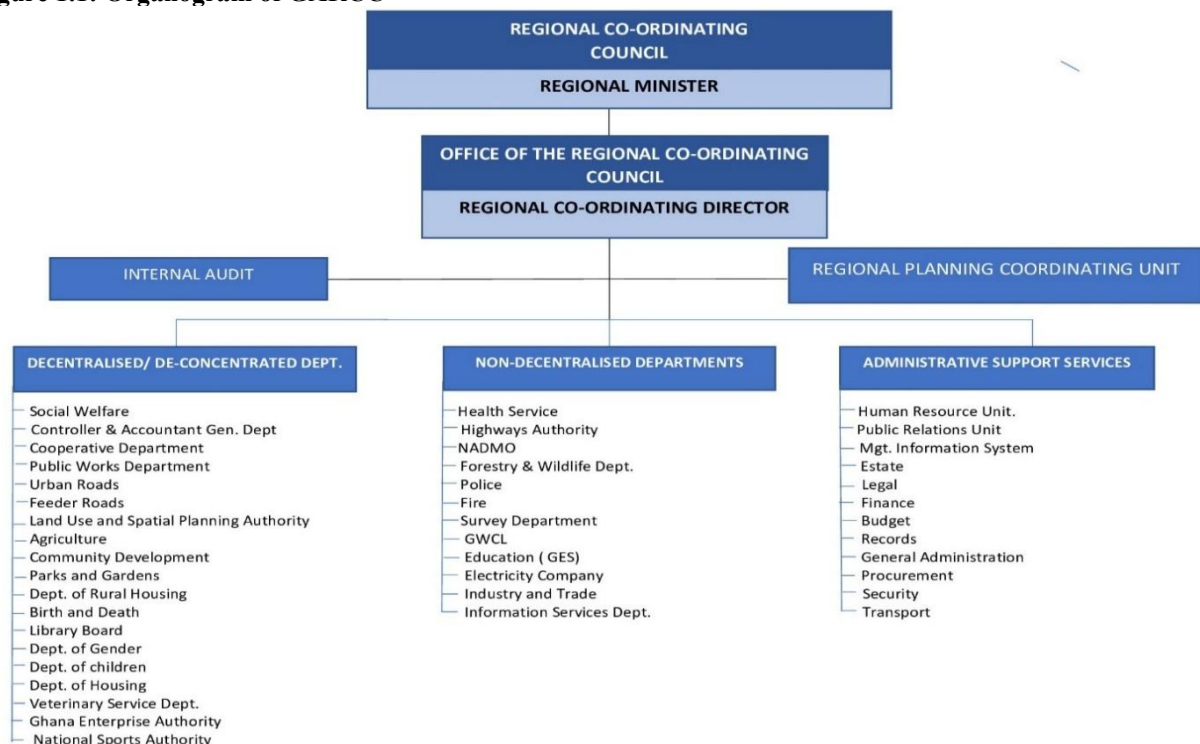 Figure 1.1: Organogram of GARCC
REGIONAL CO-ORDINATING
COUNCIL
REGIONAL MINISTER
OFFICE OF THE REGIONAL CO-ORDINATING
COUNCIL
REGIONAL CO-ORDINATING DIRECTOR
INTERNAL AUDIT
REGIONAL PLANNING COORDINATING UNIT
DECENTRALISED/ DE-CONCENTRATED DEPT.
Social Welfare
Controller & Accountant Gen. Dept
Cooperative Department
Public Works Department
Urban Roads
Feeder Roads
Land Use and Spatial Planning Authority
Agriculture
Community Development
Parks and Gardens
Dept. of Rural Housing
Birth and Death
Library Board
Dept. of Gender
Dept. of children
Dept. of Housing
Veterinary Service Dept.
Ghana Enterprise Authority
National Sports Authority
NON-DECENTRALISED DEPARTMENTS
Health Service
Highways Authority
NADMO
Forestry & Wildlife Dept.
Police
Fire
Survey Department
GWCL
Education ( GES)
Electricity Company
Industry and Trade
Information Services Dept.
ADMINISTRATIVE SUPPORT SERVICES
Human Resource Unit.
Public Relations Unit
Mgt. Information System
Estate
Legal
Finance
Budget
Records
General Administration
Procurement
Security
Transport